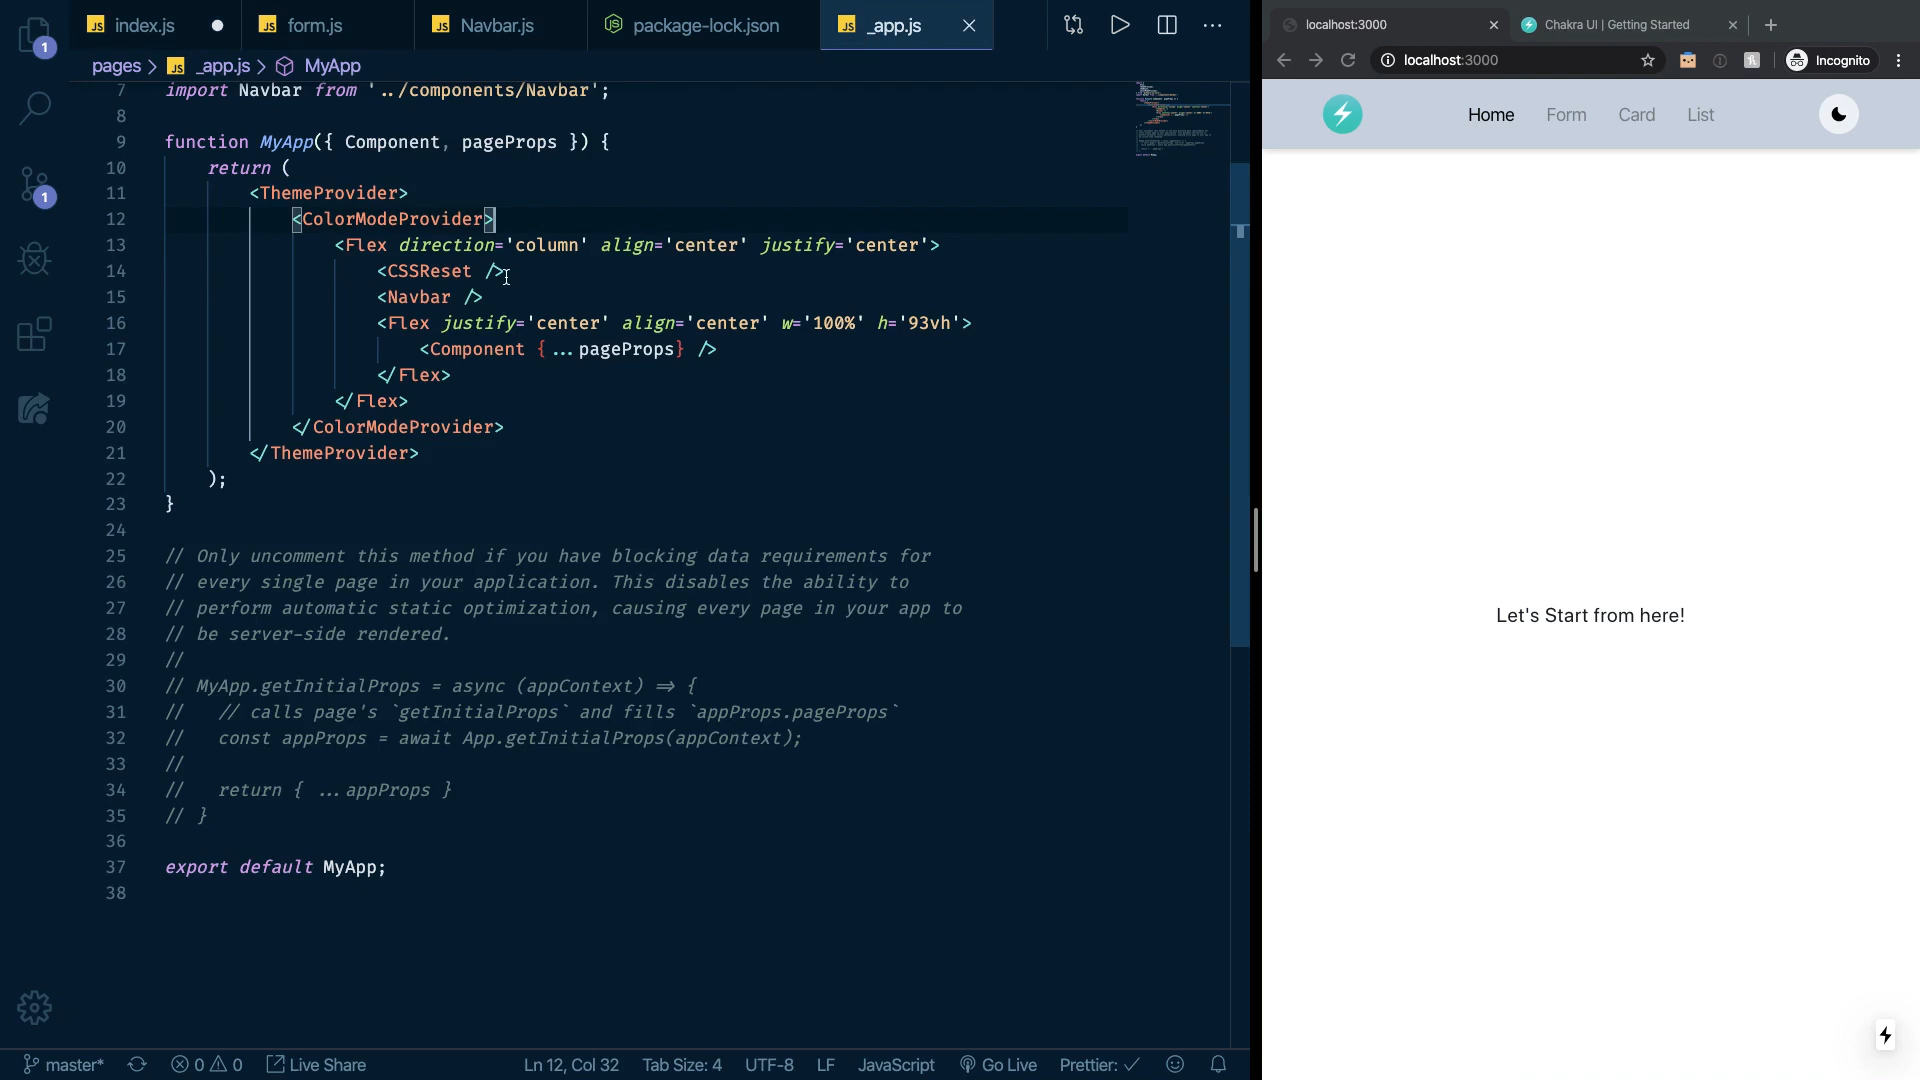 index.js
form.js
Navbar.js
package-lock.json
_app.js
pages > _app.js > MyApp
7 import Navbar from '../components/Navbar';
8
9 function MyApp({ Component, pageProps }) {
10 return (
11 <ThemeProvider>
12 <ColorModeProvider>
13 <Flex direction='column' align='center' justify='center'>
14 <CSSReset />
15 <Navbar />
16 <Flex justify='center' align='center' w='100%' h='93vh'>
17 <Component {...pageProps} />
18 </Flex>
19 </Flex>
20 </ColorModeProvider>
21 </ThemeProvider>
22 );
23 }
24
25 // Only uncomment this method if you have blocking data requirements for
26 // every single page in your application. This disables the ability to
27 // perform automatic static optimization, causing every page in your app to
28 // be server-side rendered.
29 //
30 // MyApp.getInitialProps = async (appContext) => {
31 // // calls page's `getInitialProps` and fills `appProps.pageProps`
32 // const appProps = await App.getInitialProps(appContext);
33 //
34 // return { ...appProps }
35 // }
36
37 export default MyApp;
38
1
1
master* 0 0 Live Share Ln 12, Col 32 Tab Size: 4 UTF-8 LF JavaScript Go Live Prettier: ✓
localhost:3000
Chakra UI | Getting Started
localhost:3000
Incognito
Home Form Card List
Let's Start from here!